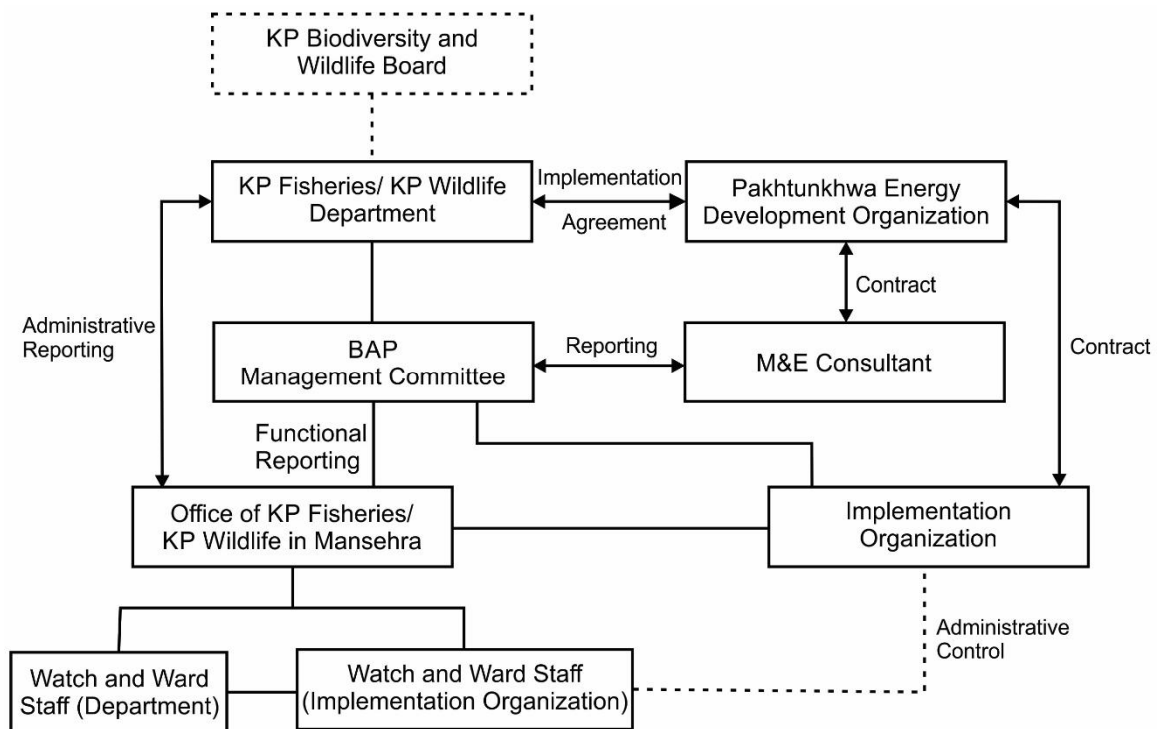 KP Biodiversity and
Wildlife Board
KP Fisheries/ KP Wildlife
Department
Implementation
Agreement
Pakhtunkhwa Energy
Development Organization
Administrative
Reporting
Contract
Contract
BAP
Management Committee
Reporting
M&E Consultant
Functional
Reporting
Office of KP Fisheries/
KP Wildlife in Mansehra
Implementation
Organization
Administrative
Control
Watch and Ward
Staff (Department)
Watch and Ward Staff
(Implementation Organization)